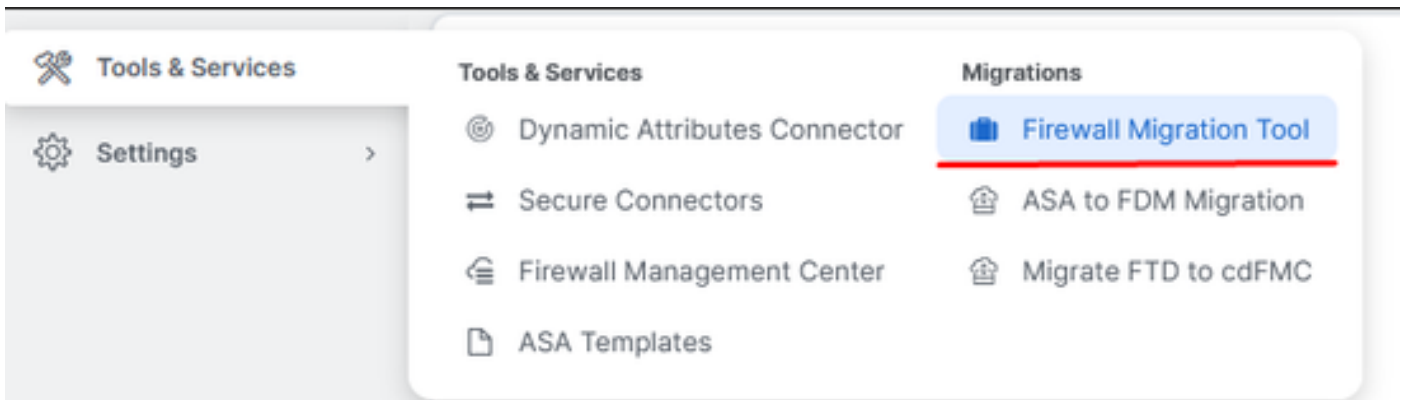 Tools & Services
Settings
Tools & Services
Dynamic Attributes Connector
Secure Connectors
Firewall Management Center
ASA Templates
Migrations
Firewall Migration Tool
ASA to FDM Migration
Migrate FTD to cdFMC